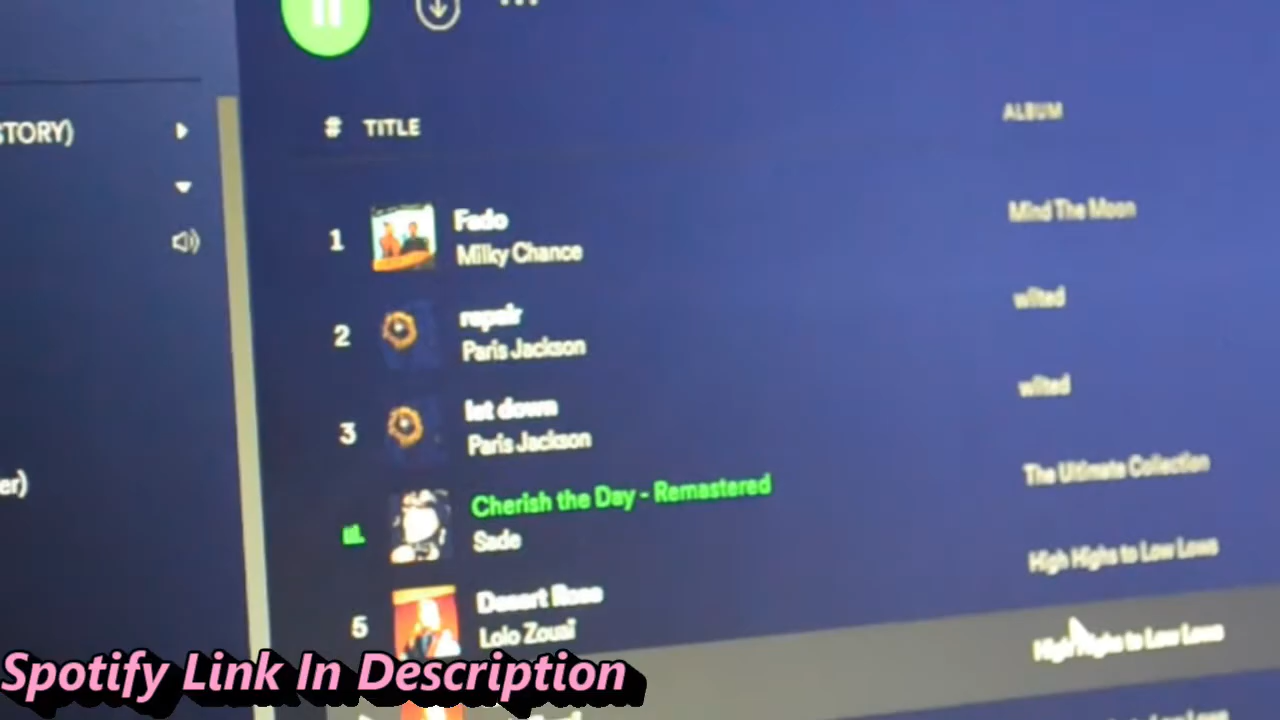 # TITLE ALBUM
STORY)
1 Fado Mind The Moon
Milky Chance
2 repair wilted
Paris Jackson
3 let down wilted
Paris Jackson
er)
Cherish the Day - Remastered The Ultimate Collection
Sade
5 Desert Rose High Highs to Low Lows
Lolo Zouaï
High Highs to Low Lows
Spotify Link In Description